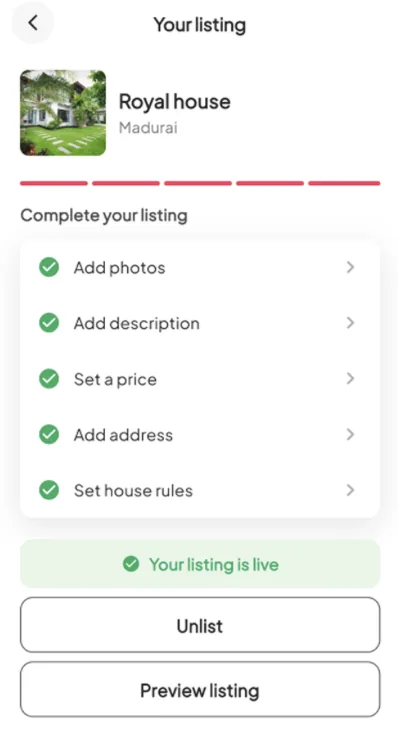 Your listing
Royal house
Madurai
Complete your listing
Add photos
Add description
Set a price
Add address
Set house rules
Your listing is live
Unlist
Preview listing